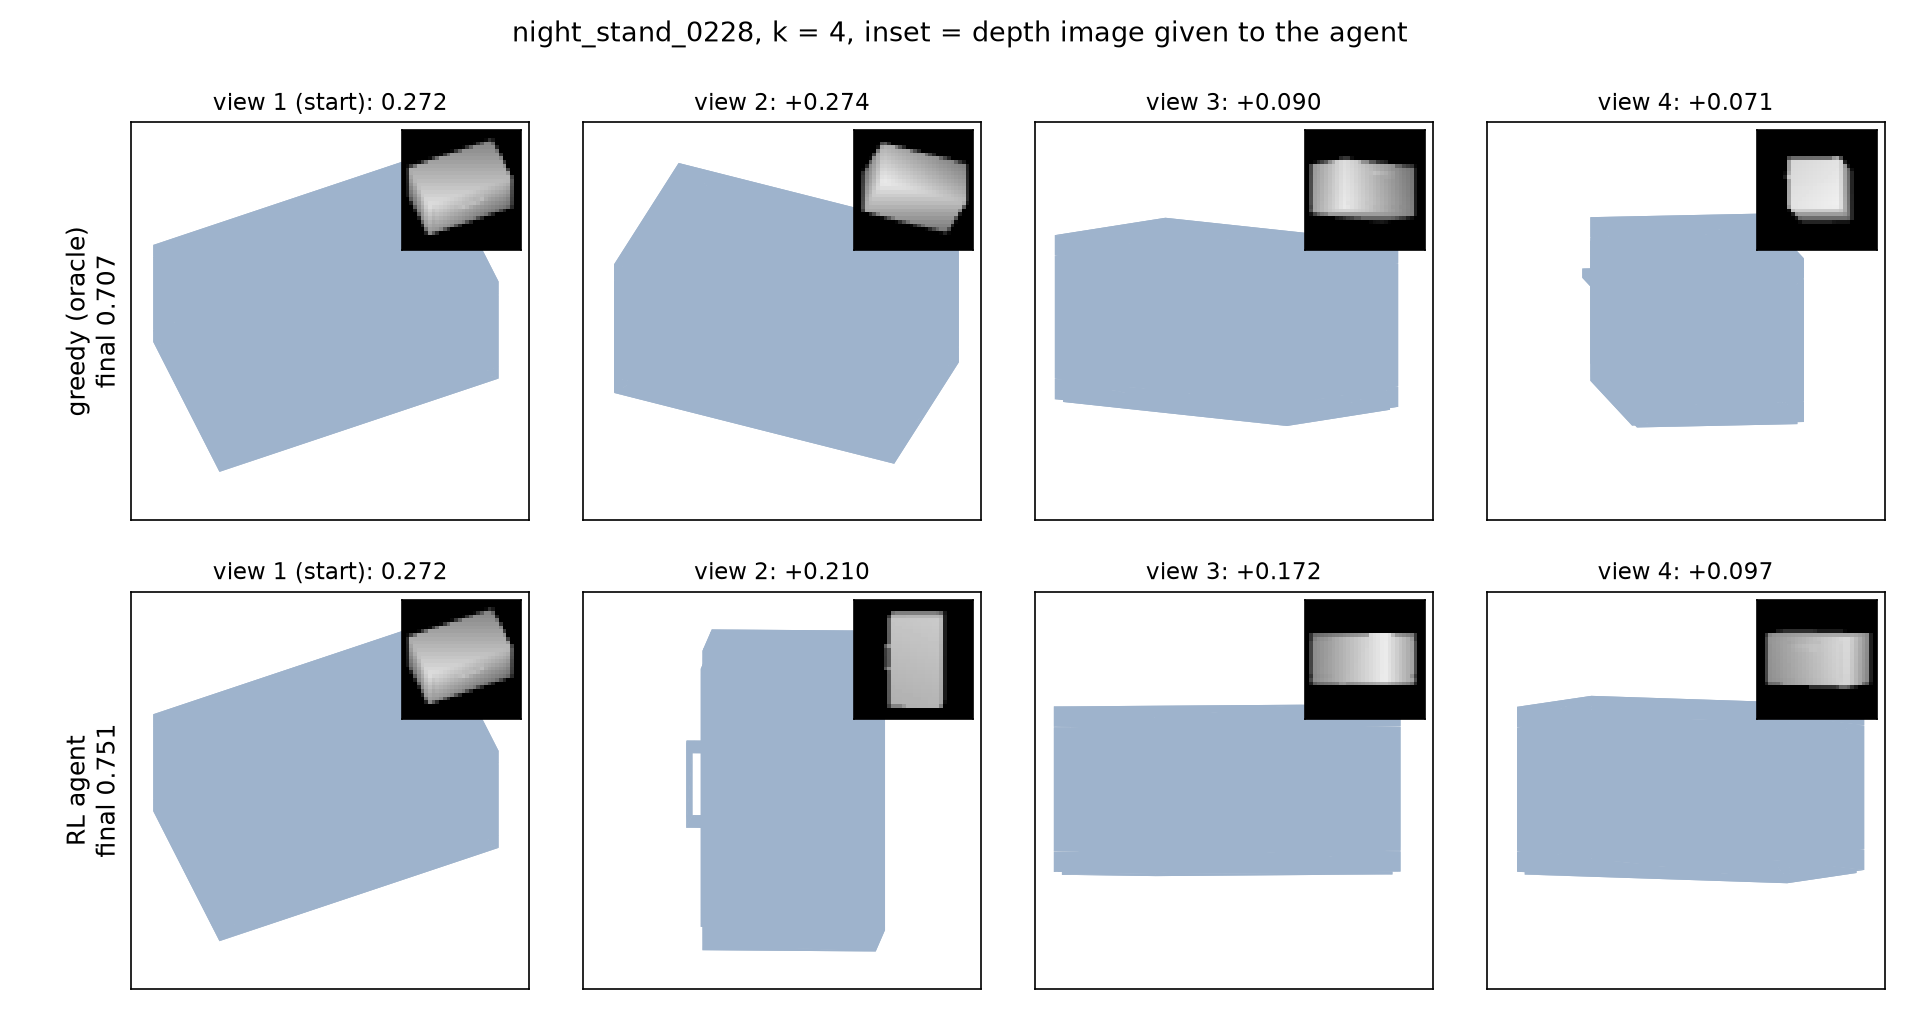 night_stand_0228, k = 4, inset = depth image given to the agent
greedy (oracle)
final 0.707
view 1 (start): 0.272
view 2: +0.274
view 3: +0.090
view 4: +0.071
RL agent
final 0.751
view 1 (start): 0.272
view 2: +0.210
view 3: +0.172
view 4: +0.097